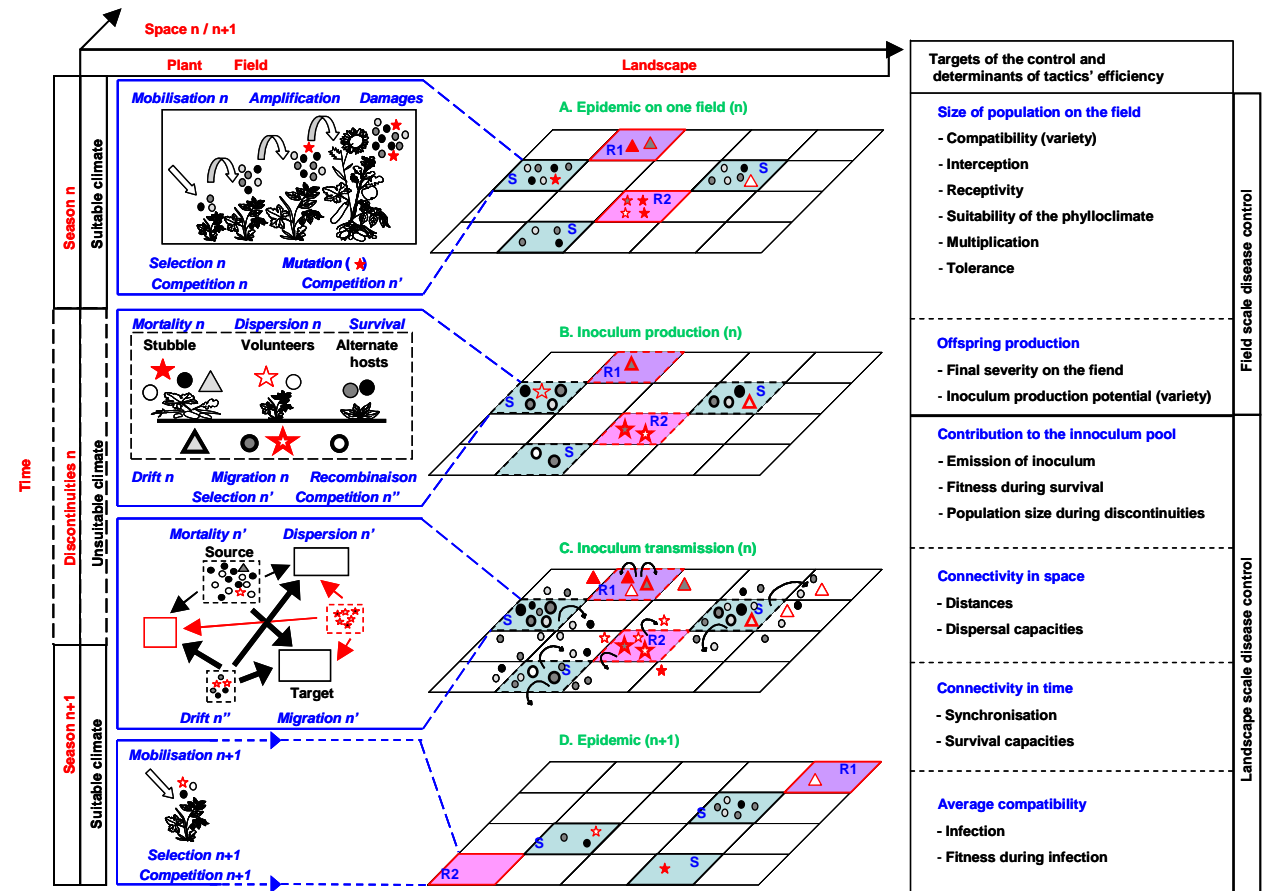 Space n / n+1
Plant Field Landscape
Time
Season n
Suitable climate
Discontinuities n
Unsuitable climate
Season n+1
Suitable climate
Mobilisation n Amplification Damages
Selection n Mutation ( )
Competition n Competition n’
A. Epidemic on one field (n)
R1
S
S
R2
S
Mortality n Dispersion n Survival
Stubble Volunteers Alternate
hosts
Drift n Migration n Recombinaison
Selection n’ Competition n’’
B. Inoculum production (n)
R1
S
S
R2
S
Mortality n’ Dispersion n’
Source
Target
Drift n’’ Migration n’
C. Inoculum transmission (n)
R1
S
S
R2
S
Mobilisation n+1
Selection n+1
Competition n+1
D. Epidemic (n+1)
R1
S
S
S
R2
Targets of the control and
determinants of tactics’ efficiency
Size of population on the field
- Compatibility (variety)
- Interception
- Receptivity
- Suitability of the phylloclimate
- Multiplication
- Tolerance
Offspring production
- Final severity on the fiend
- Inoculum production potential (variety)
Contribution to the innoculum pool
- Emission of inoculum
- Fitness during survival
- Population size during discontinuities
Connectivity in space
- Distances
- Dispersal capacities
Connectivity in time
- Synchronisation
- Survival capacities
Average compatibility
- Infection
- Fitness during infection
Field scale disease control
Landscape scale disease control